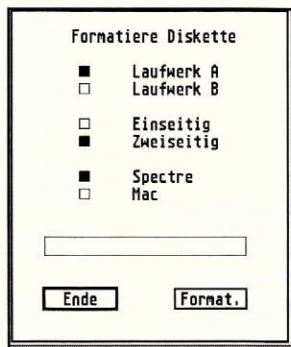 Formatiere Diskette
Laufwerk A
Laufwerk B
Einseitig
Zweiseitig
Spectre
Mac
Ende Format.